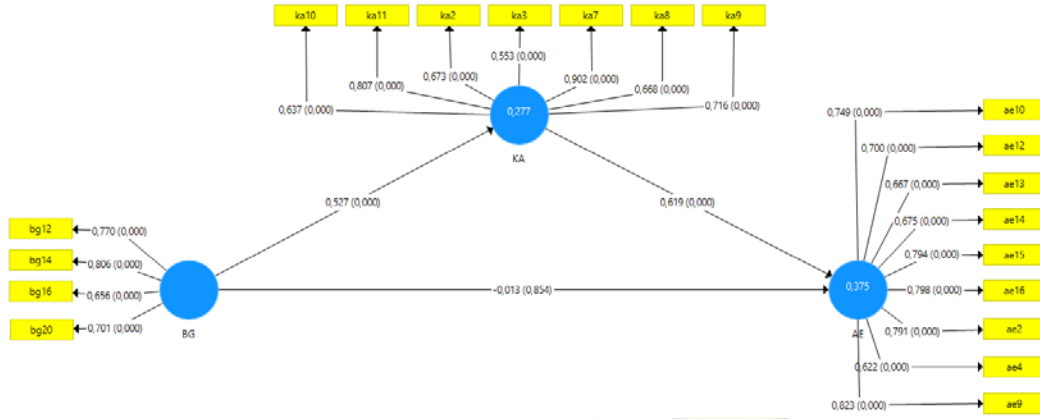 ka10 ka11 ka2 ka3 ka7 ka8 ka9
0,637 (0,000)
0,807 (0,000)
0,673 (0,000)
0,553 (0,000)
0,902 (0,000)
0,668 (0,000)
0,716 (0,000)
0,277
KA
0,527 (0,000)
0,619 (0,000)
-0,013 (0,854)
bg12
0,770 (0,000)
bg14
0,806 (0,000)
bg16
0,656 (0,000)
bg20
0,701 (0,000)
BG
0,375
AE
0,749 (0,000)
ae10
0,700 (0,000)
ae12
0,667 (0,000)
ae13
0,675 (0,000)
ae14
0,794 (0,000)
ae15
0,798 (0,000)
ae16
0,791 (0,000)
ae2
0,622 (0,000)
ae4
0,823 (0,000)
ae9